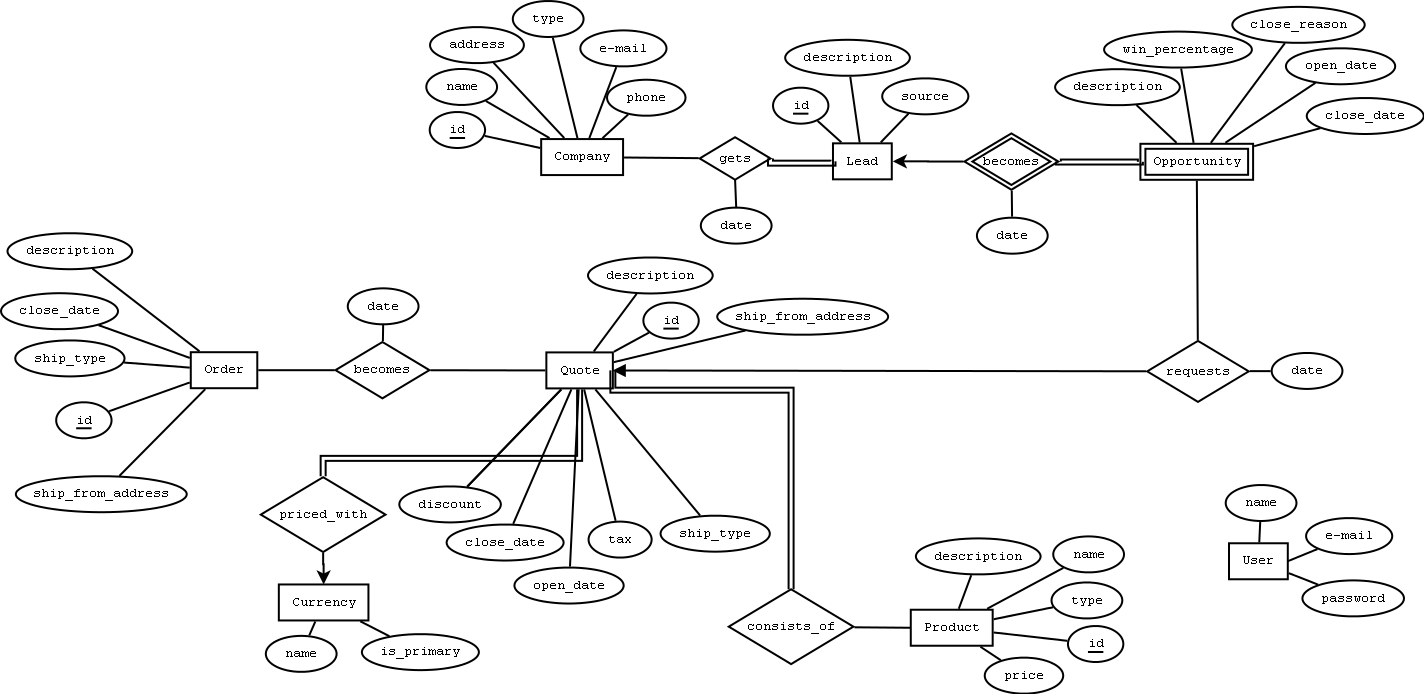 type
close_reason
address
e-mail
description
win_percentage
open_date
name
phone
id
source
description
close_date
id
Company
gets
Lead
becomes
Opportunity
date
date
description
description
close_date
date
id
ship_from_address
ship_type
Order
becomes
Quote
requests
date
id
ship_from_address
discount
priced_with
close_date
tax
ship_type
open_date
name
e-mail
User
password
description
name
type
Currency
consists_of
Product
id
name
is_primary
price